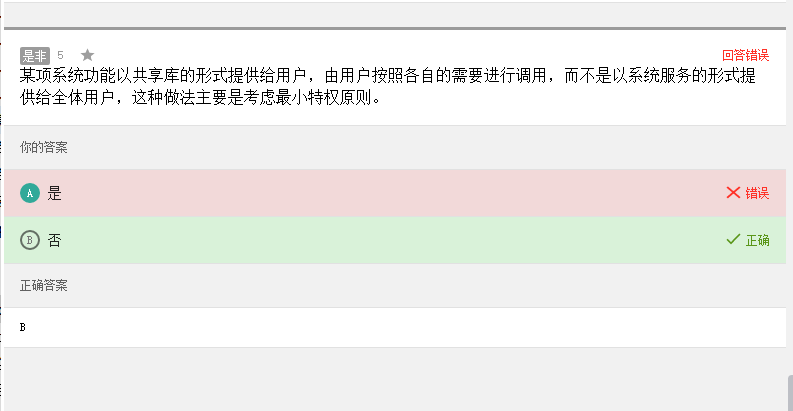 是非 5 ★ 回答错误
某项系统功能以共享库的形式提供给用户，由用户按照各自的需要进行调用，而不是以系统服务的形式提
供给全体用户，这种做法主要是考虑最小特权原则。
你的答案
A 是 错误
B 否 正确
正确答案
B